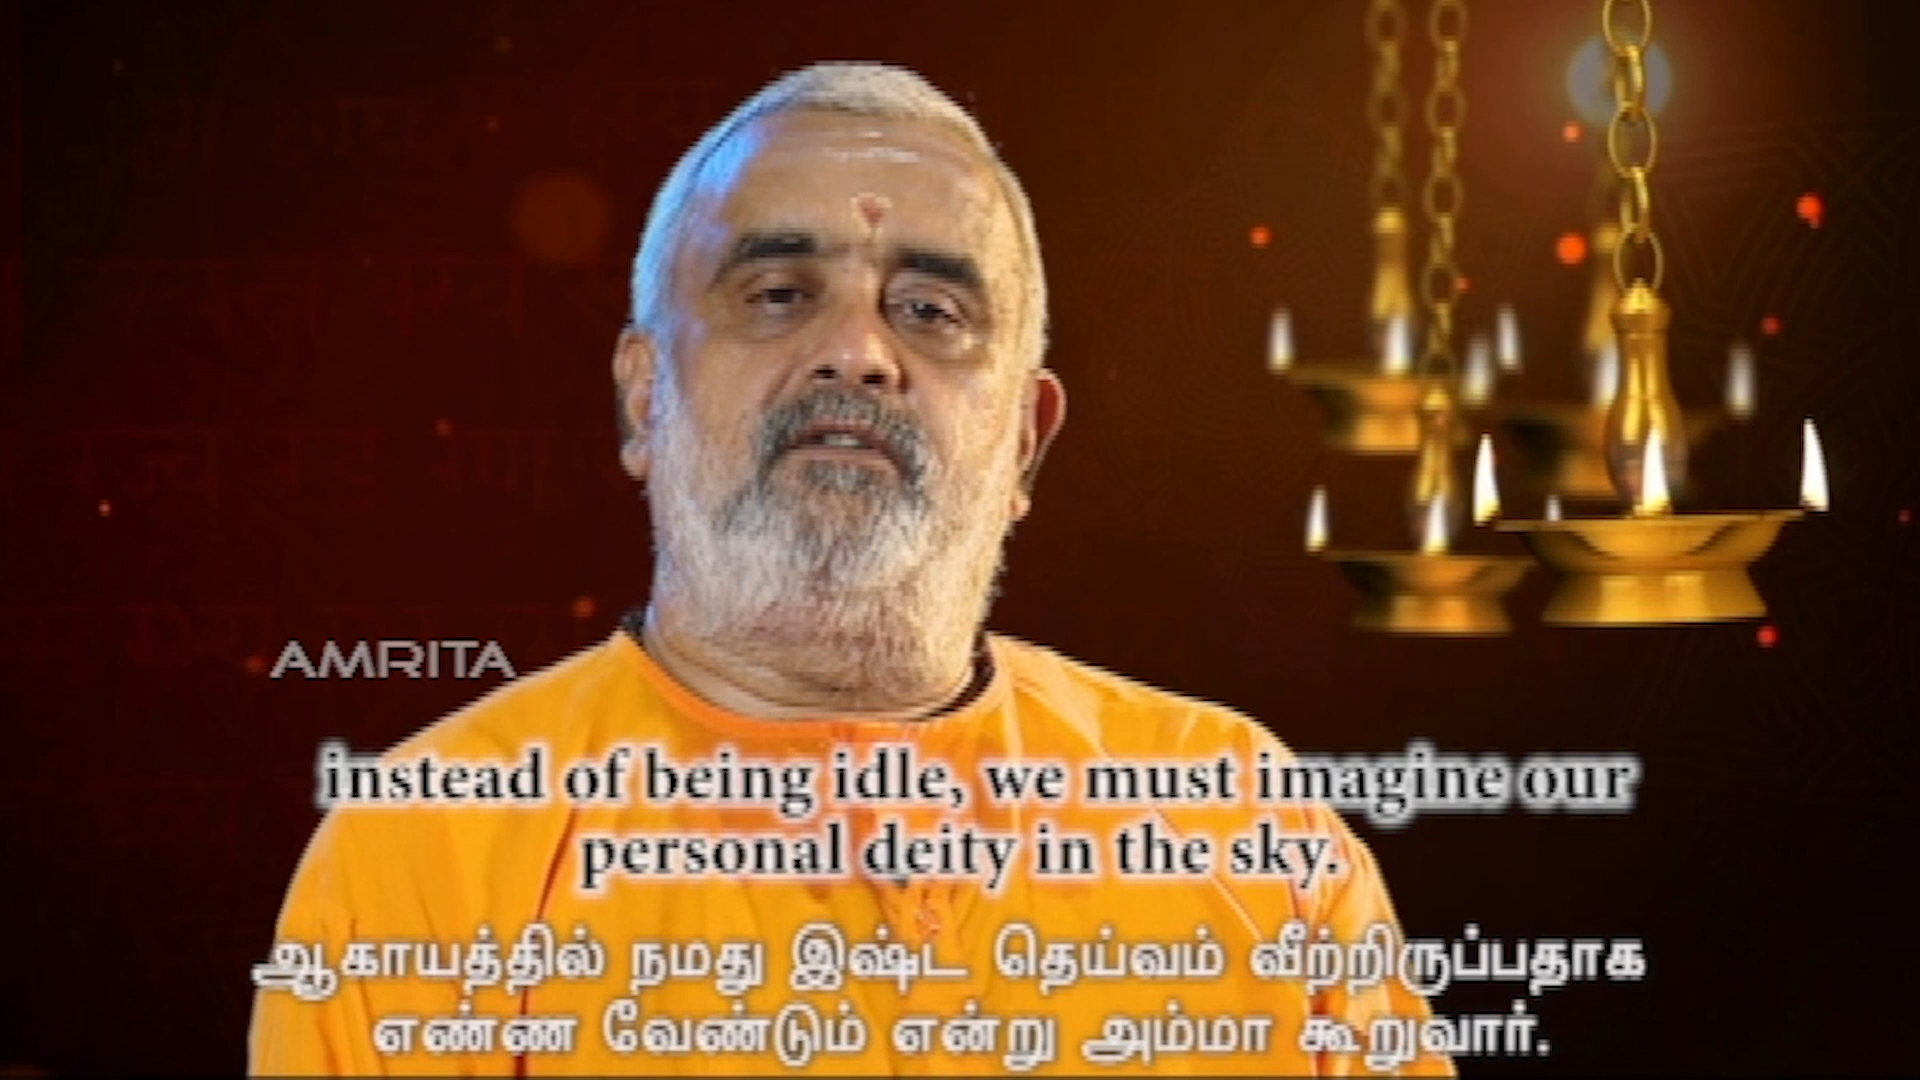 AMRITA
instead of being idle, we must imagine our
personal deity in the sky.
ஆகாயத்தில் நமது இஷ்ட தெய்வம் வீற்றிருப்பதாக
எண்ண வேண்டும் என்று அம்மா கூறுவார்.